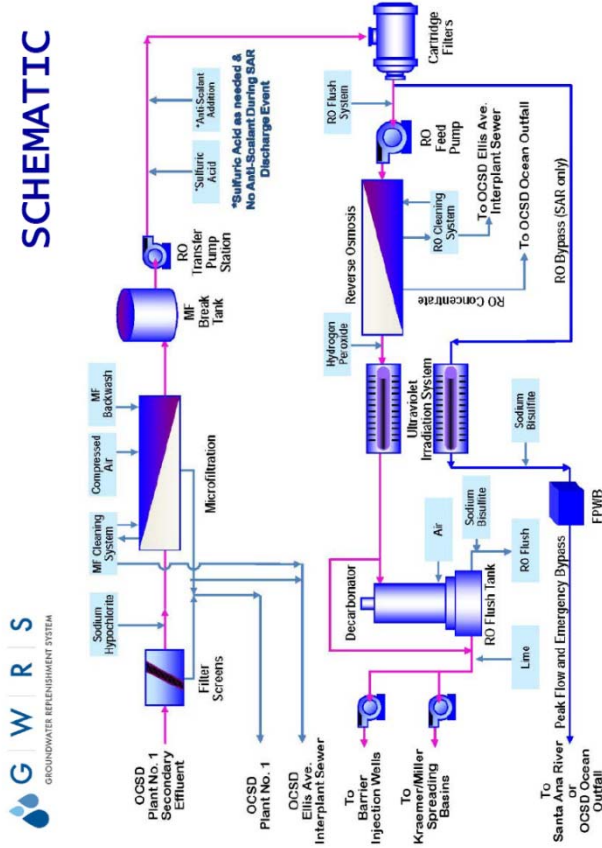 G W R S
GROUNDWATER REPLENISHMENT SYSTEM
SCHEMATIC
OCSD
Plant No. 1
Secondary
Effluent
Filter
Screens
Sodium
Hypochlorite
MF Cleaning
System
Compressed
Air
MF
Backwash
Microfiltration
MF
Break
Tank
RO
Transfer
Pump
Station
*Sulfuric
Acid
*Anti Scalant
Addition
*Sulfuric Acid as needed &
No Anti-Scalant During SAR
Discharge Event
OCSD
Plant No. 1
OCSD
Ellis Ave.
Interplant Sewer
Cartridge
Filters
RO Flush
System
RO
Feed
Pump
Reverse Osmosis
RO Cleaning
System
To OCSD Ellis Ave.
Interplant Sewer
RO Concentrate
To OCSD Ocean Outfall
RO Bypass (SAR only)
Hydrogen
Peroxide
Ultraviolet
Irradiation System
Sodium
Bisulfite
FPWB
Decarbonator
Air
Sodium
Bisulfite
RO Flush Tank
RO Flush
Lime
To
Barrier
Injection Wells
To
Kraemer/Miller
Spreading
Basins
Peak Flow and Emergency Bypass
To
Santa Ana River
or
OCSD Ocean
Outfall